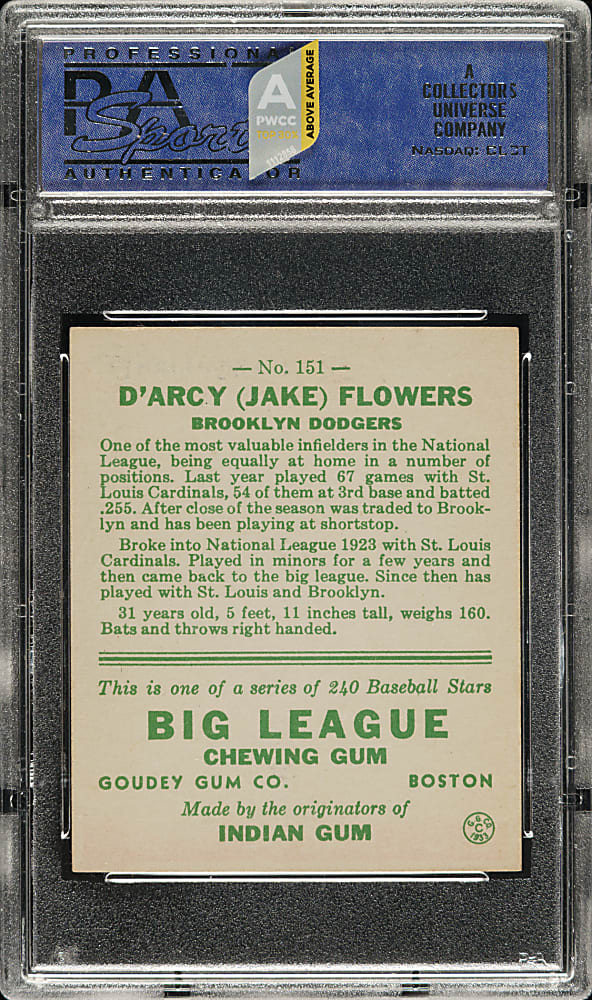 PROFESSIONAL
PSA
Sports
AUTHENTICATOR
A
PWCC
ABOVE AVERAGE
A
COLLECTORS
UNIVERSE
COMPANY
NASDAQ: CLCT
— No. 151 —
D'ARCY (JAKE) FLOWERS
BROOKLYN DODGERS
One of the most valuable infielders in the National
League, being equally at home in a number of
positions. Last year played 67 games with St.
Louis Cardinals, 54 of them at 3rd base and batted
.255. After close of the season was traded to Brook-
lyn and has been playing at shortstop.
Broke into National League 1923 with St. Louis
Cardinals. Played in minors for a few years and
then came back to the big league. Since then has
played with St. Louis and Brooklyn.
31 years old, 5 feet, 11 inches tall, weighs 160.
Bats and throws right handed.
This is one of a series of 240 Baseball Stars
BIG LEAGUE
CHEWING GUM
GOUDEY GUM CO. BOSTON
Made by the originators of
INDIAN GUM
G.G.CO.
C
1933
PSA